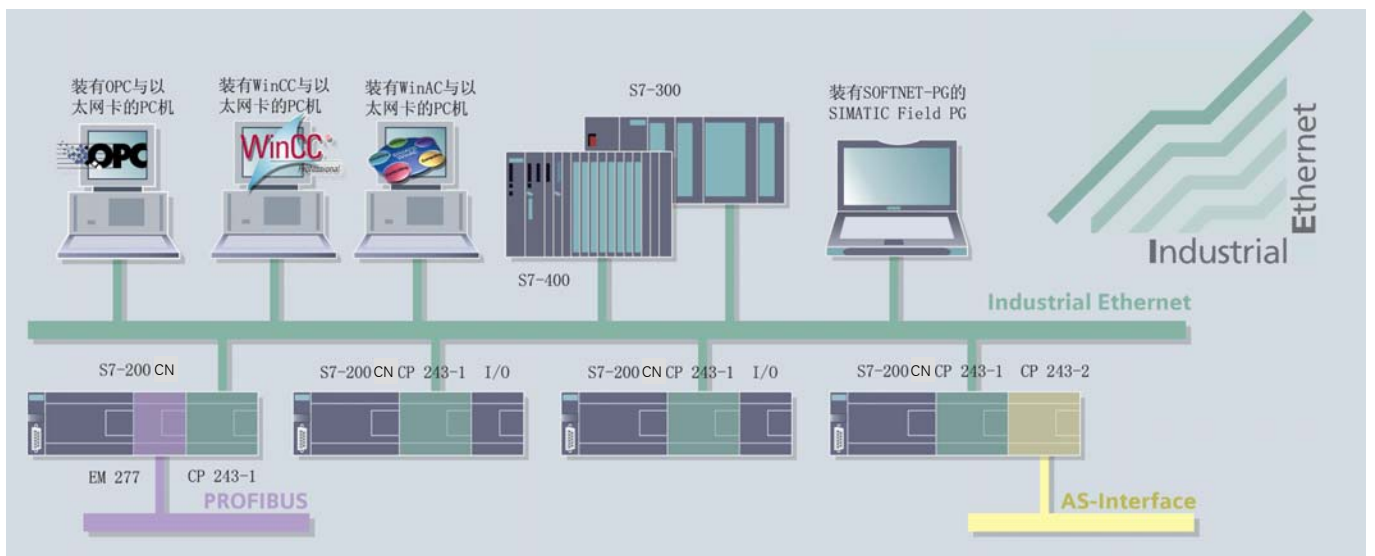 装有OPC与以
太网卡的PC机
装有WinCC与以
太网卡的PC机
装有WinAC与以
太网卡的PC机
S7-300
装有SOFTNET-PG的
SIMATIC Field PG
OPC
WinCC
Professional
S7-400
Industrial
Ethernet
Industrial Ethernet
S7-200 CN
S7-200 CN CP 243-1 I/O
S7-200 CN CP 243-1 I/O
S7-200 CN CP 243-1 CP 243-2
EM 277
CP 243-1
PROFIBUS
AS-Interface